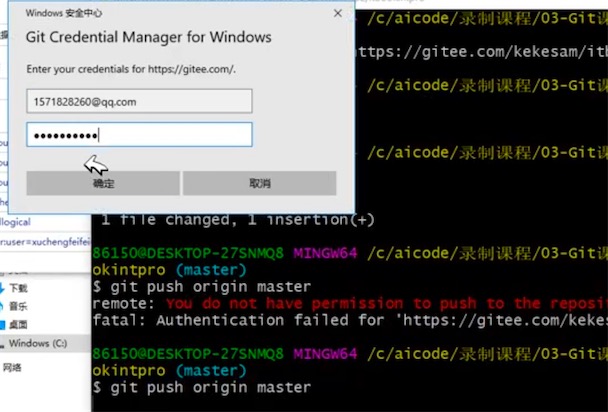 Windows 安全中心
Git Credential Manager for Windows
Enter your credentials for https://gitee.com/.
1571828260@qq.com
●●●●●●●●●●
确定
取消
/c/aicode/录制课程/03-Git课
ttps://gitee.com/kekesam/itb
/c/aicode/录制课程/03-Git课
/c/aicode/录制课程/03-Git课
1 file changed, 1 insertion(+)
86150@DESKTOP-27SNMQ8 MINGW64 /c/aicode/录制课程/03-Git课
okintpro (master)
$ git push origin master
remote: You do not have permission to push to the reposi
fatal: Authentication failed for 'https://gitee.com/kekes
86150@DESKTOP-27SNMQ8 MINGW64 /c/aicode/录制课程/03-Git课
okintpro (master)
$ git push origin master
llogical
r:user=xuchengfeifei
下载
音乐
桌面
Windows (C:)
网络